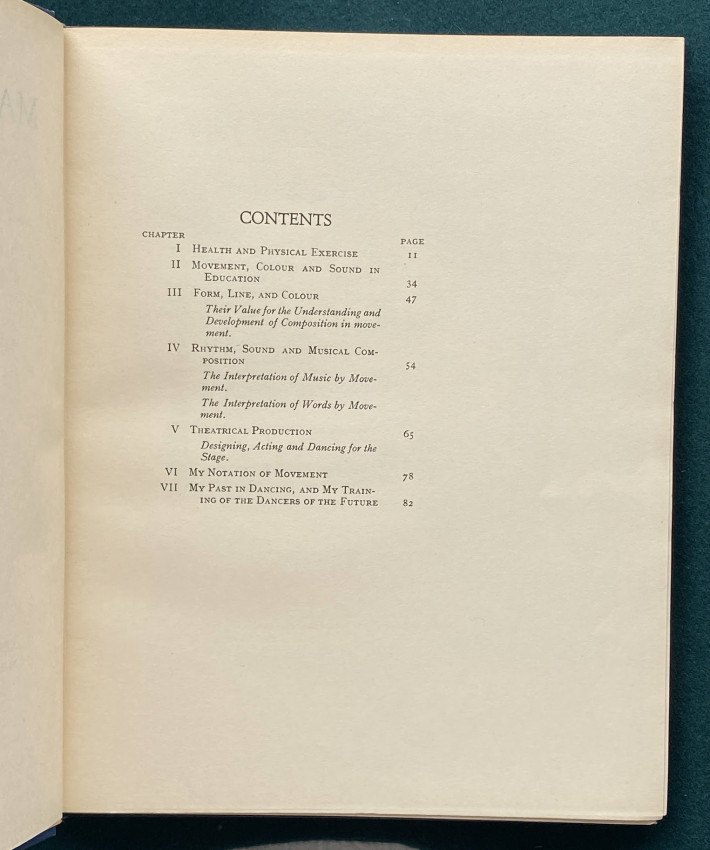 MA
CONTENTS
CHAPTER PAGE
I HEALTH AND PHYSICAL EXERCISE 11
II MOVEMENT, COLOUR AND SOUND IN
EDUCATION 34
III FORM, LINE, AND COLOUR 47
Their Value for the Understanding and
Development of Composition in move-
ment.
IV RHYTHM, SOUND AND MUSICAL COM-
POSITION 54
The Interpretation of Music by Move-
ment.
The Interpretation of Words by Move-
ment.
V THEATRICAL PRODUCTION 65
Designing, Acting and Dancing for the
Stage.
VI MY NOTATION OF MOVEMENT 78
VII MY PAST IN DANCING, AND MY TRAIN-
ING OF THE DANCERS OF THE FUTURE 82